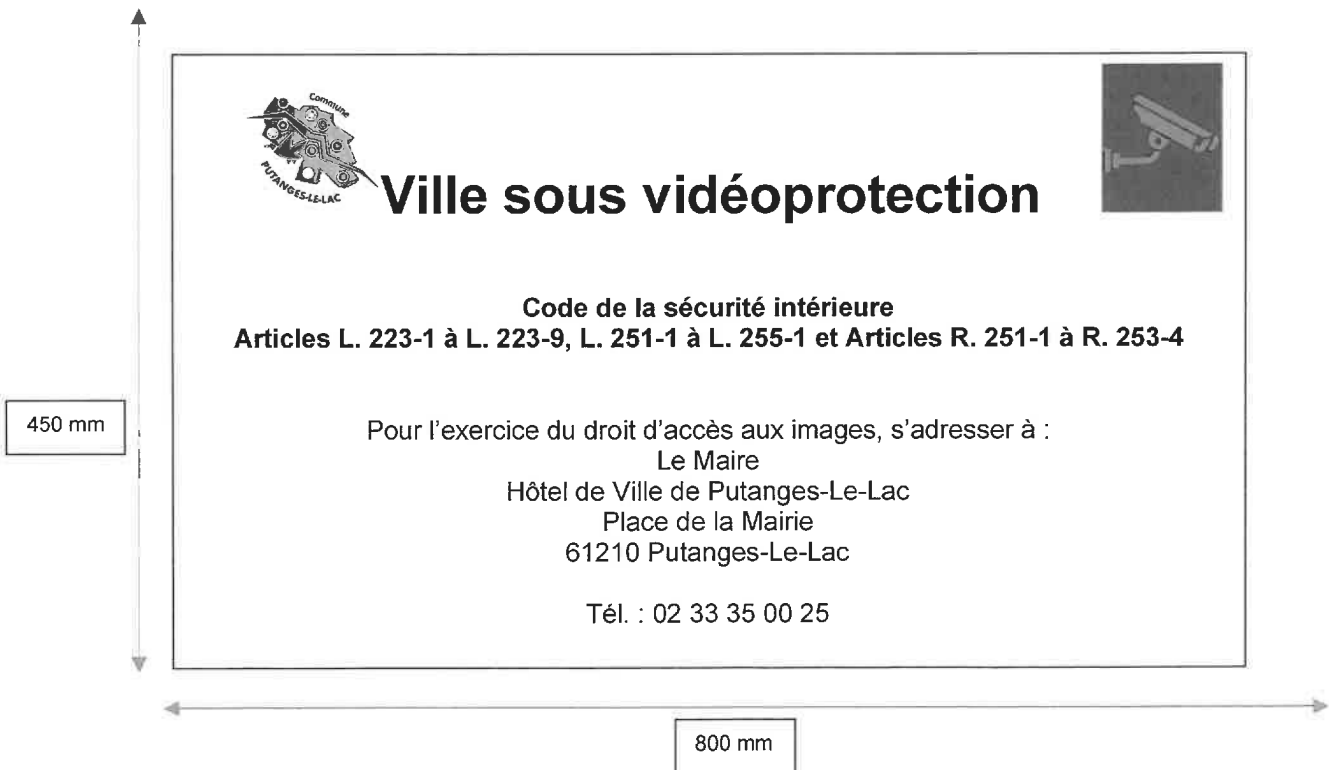 Commune
PUTANGES-LE-LAC
Ville sous vidéoprotection
Code de la sécurité intérieure
Articles L. 223-1 à L. 223-9, L. 251-1 à L. 255-1 et Articles R. 251-1 à R. 253-4
450 mm
Pour l'exercice du droit d'accès aux images, s'adresser à :
Le Maire
Hôtel de Ville de Putanges-Le-Lac
Place de la Mairie
61210 Putanges-Le-Lac
Tél. : 02 33 35 00 25
800 mm